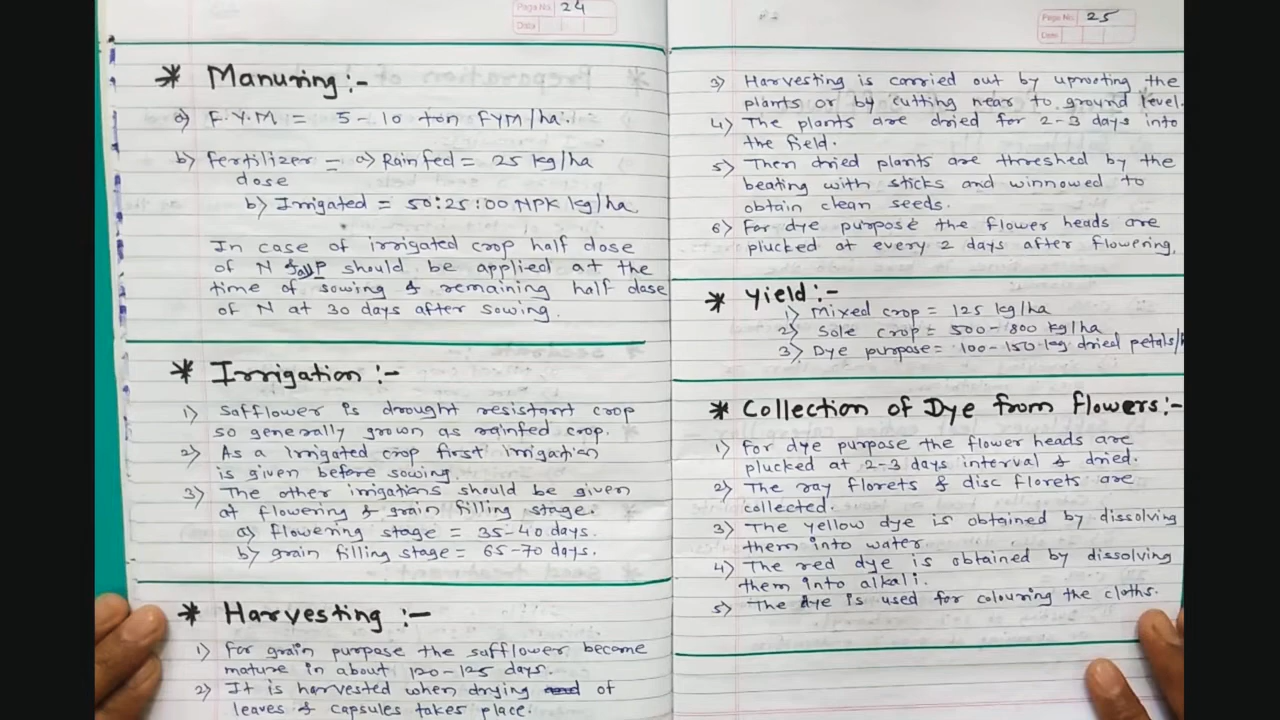 Page No. 24
Date
* Manuring :-
a) F.Y.M = 5-10 ton FYM/ha.
b) Fertilizer = a) Rainfed = 25 kg/ha
dose
b) Irrigated = 50:25:00 NPK kg/ha
In case of irrigated crop half dose
of N & all P should be applied at the
time of sowing & remaining half dose
of N at 30 days after sowing.
* Irrigation :-
1) Safflower is drought resistant crop
so generally grown as rainfed crop.
2) As a irrigated crop first irrigation
is given before sowing.
3) The other irrigations should be given
at flowering & grain filling stage.
a) flowering stage = 35-40 days.
b) grain filling stage = 65-70 days.
* Harvesting :-
1) For grain purpose the safflower become
mature in about 120-125 days.
2) It is harvested when drying of
leaves & capsules takes place.
Page No. 25
Date
3) Harvesting is carried out by uprooting the
plants or by cutting near to ground level.
4) The plants are dried for 2-3 days into
the field.
5) Then dried plants are threshed by the
beating with sticks and winnowed to
obtain clean seeds.
6) For dye purpose the flower heads are
plucked at every 2 days after flowering.
* Yield :-
1) Mixed crop = 125 kg/ha
2) Sole crop = 500-800 kg/ha
3) Dye purpose = 100-150 kg dried petals/h
* Collection of Dye from flowers :-
1) For dye purpose the flower heads are
plucked at 2-3 days interval & dried.
2) The ray florets & disc florets are
collected.
3) The yellow dye is obtained by dissolving
them into water
4) The red dye is obtained by dissolving
them into alkali.
5) The dye is used for colouring the cloths.